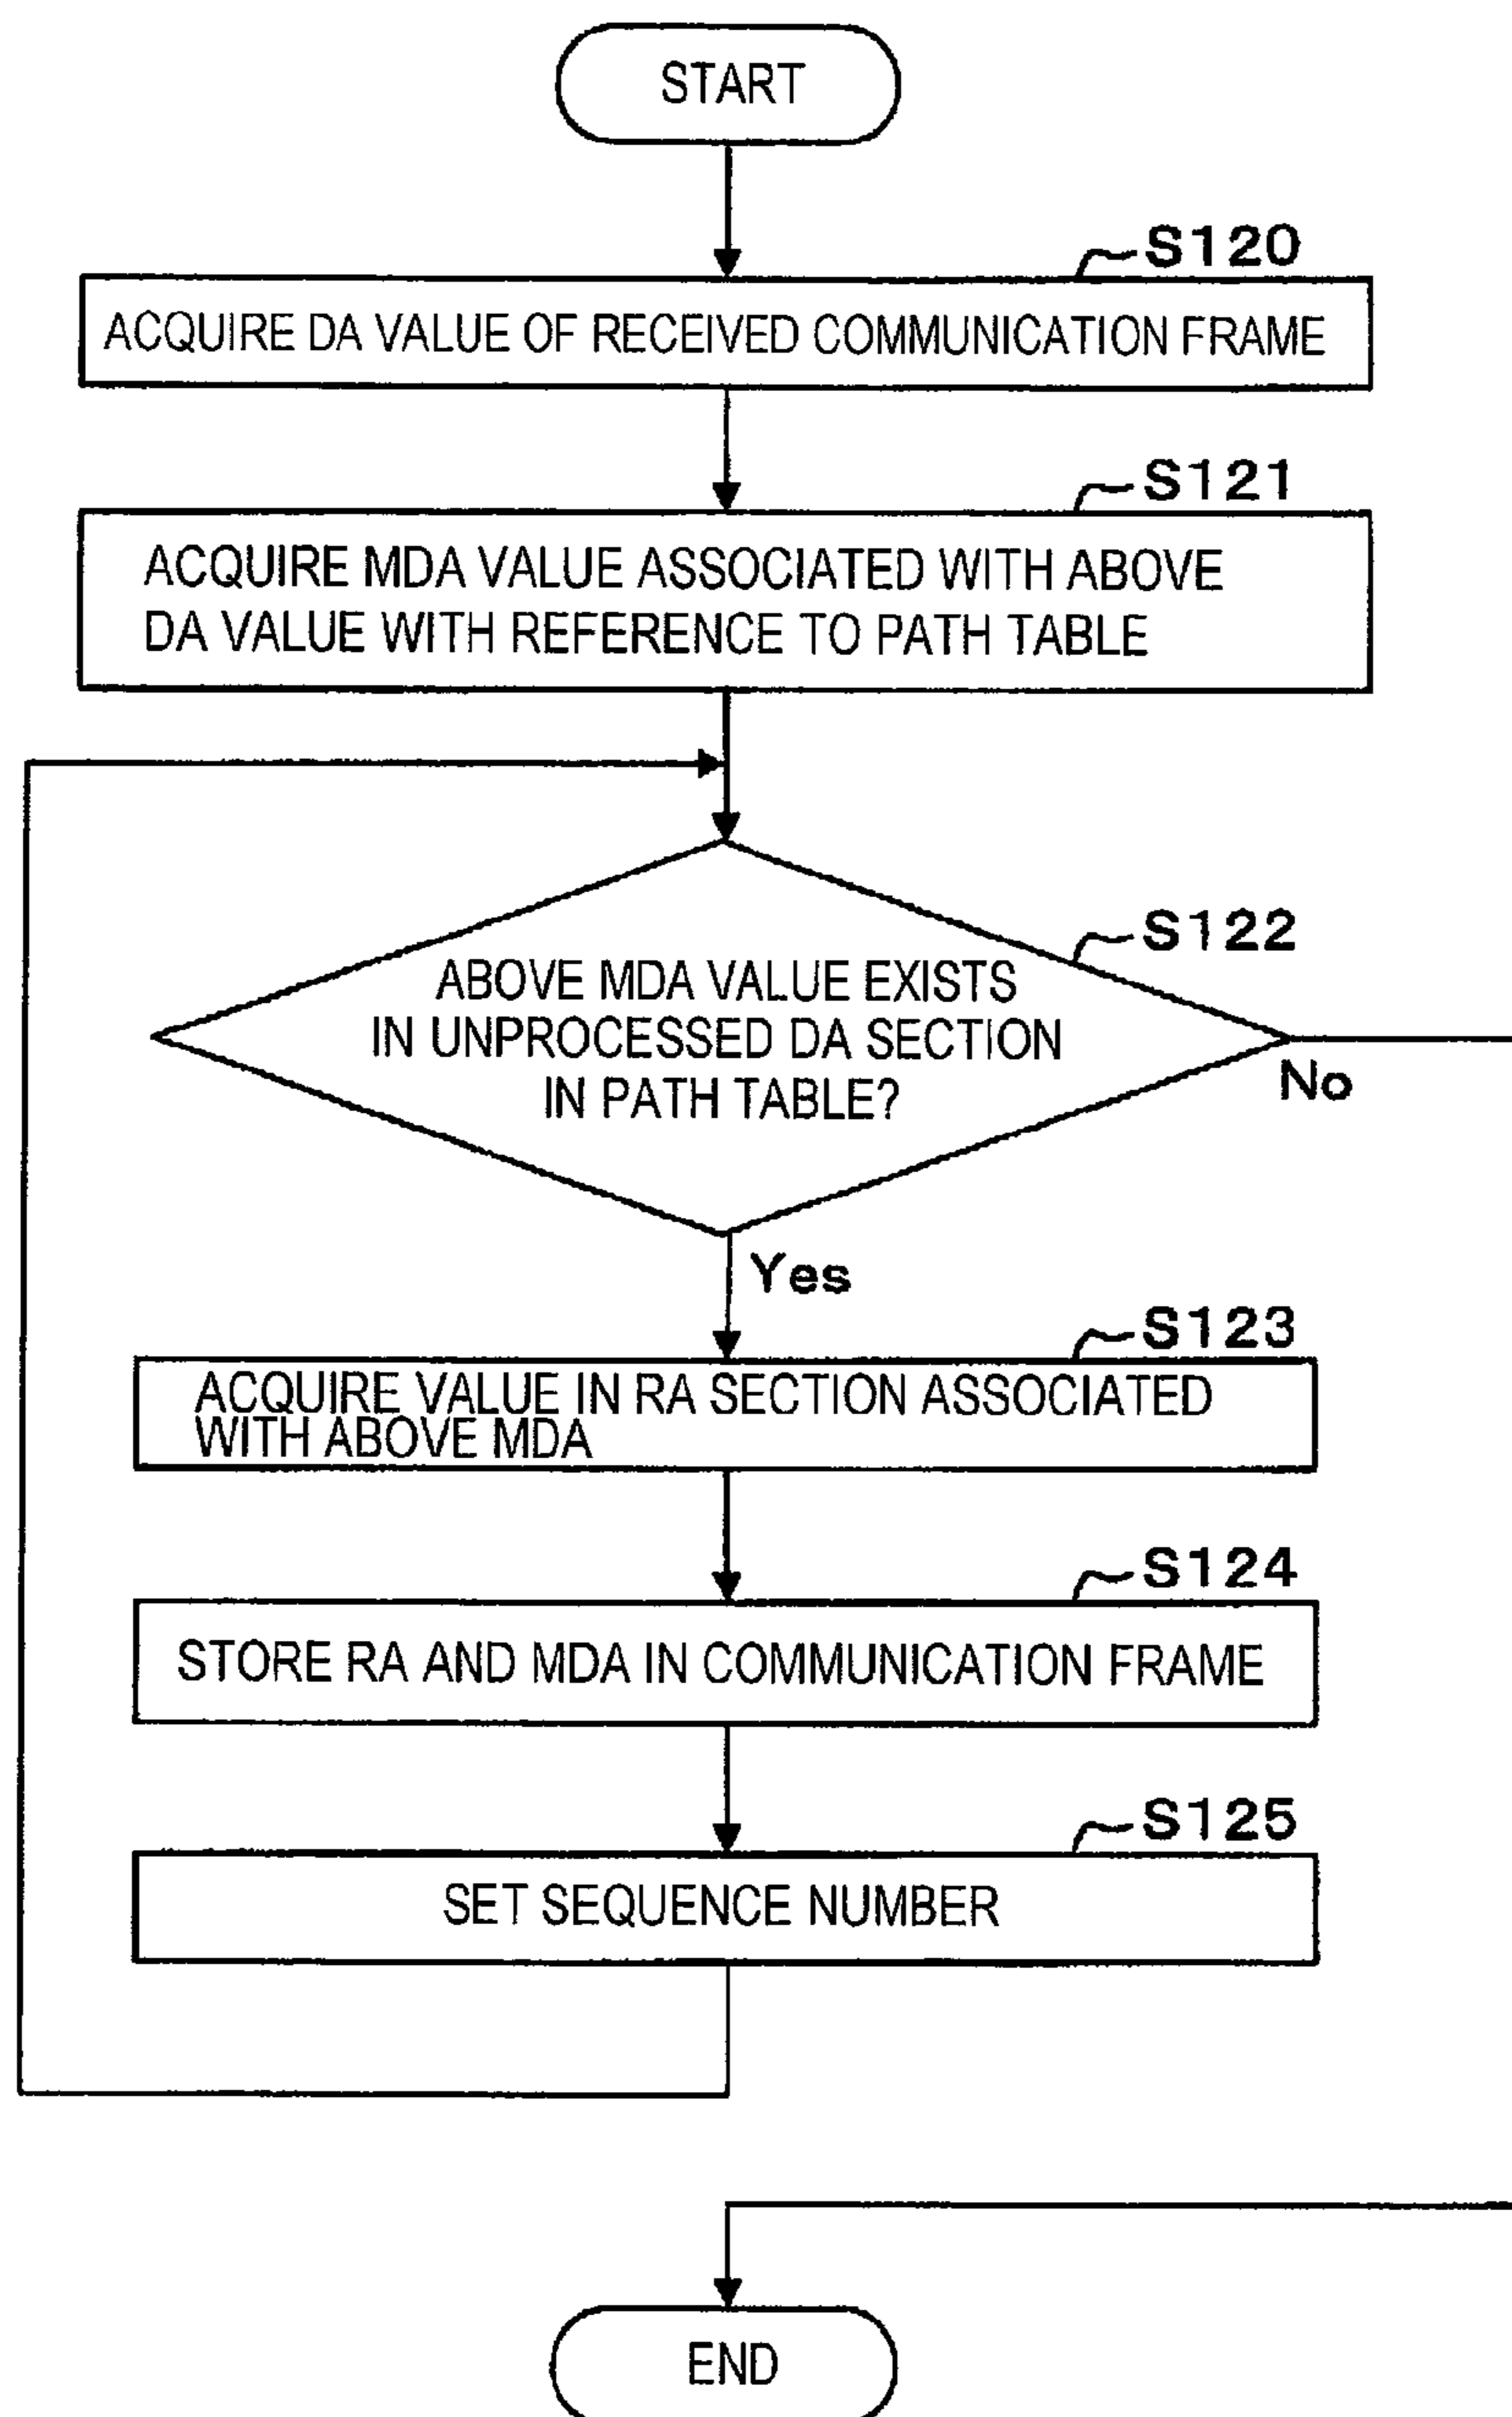 START
S120
ACQUIRE DA VALUE OF RECEIVED COMMUNICATION FRAME
S121
ACQUIRE MDA VALUE ASSOCIATED WITH ABOVE
DA VALUE WITH REFERENCE TO PATH TABLE
S122
ABOVE MDA VALUE EXISTS
IN UNPROCESSED DA SECTION
IN PATH TABLE?
No
Yes
S123
ACQUIRE VALUE IN RA SECTION ASSOCIATED
WITH ABOVE MDA
S124
STORE RA AND MDA IN COMMUNICATION FRAME
S125
SET SEQUENCE NUMBER
END